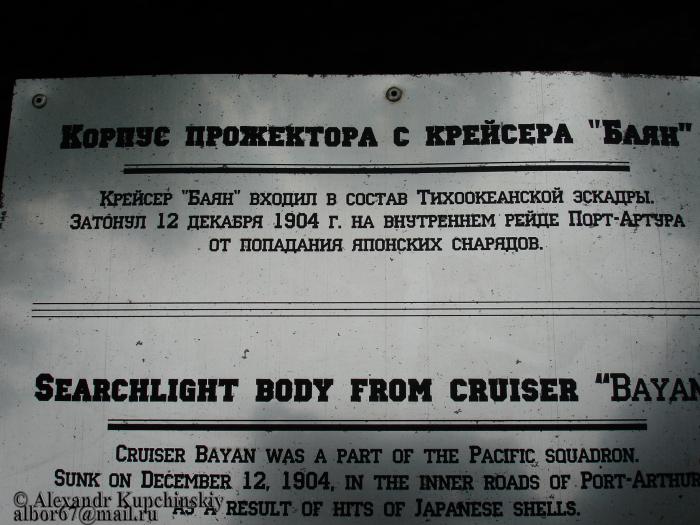 Корпус прожектора с крейсера "Баян"
Крейсер "Баян" входил в состав Тихоокеанской эскадры.
Затонул 12 декабря 1904 г. на внутреннем рейде Порт-Артура
от попадания японских снарядов.
Searchlight body from cruiser “Bayan
Cruiser Bayan was a part of the Pacific squadron.
Sunk on December 12, 1904, in the inner roads of Port-Arthur
as a result of hits of Japanese shells.
© Alexandr Kupchinskiy
albor67@mail.ru